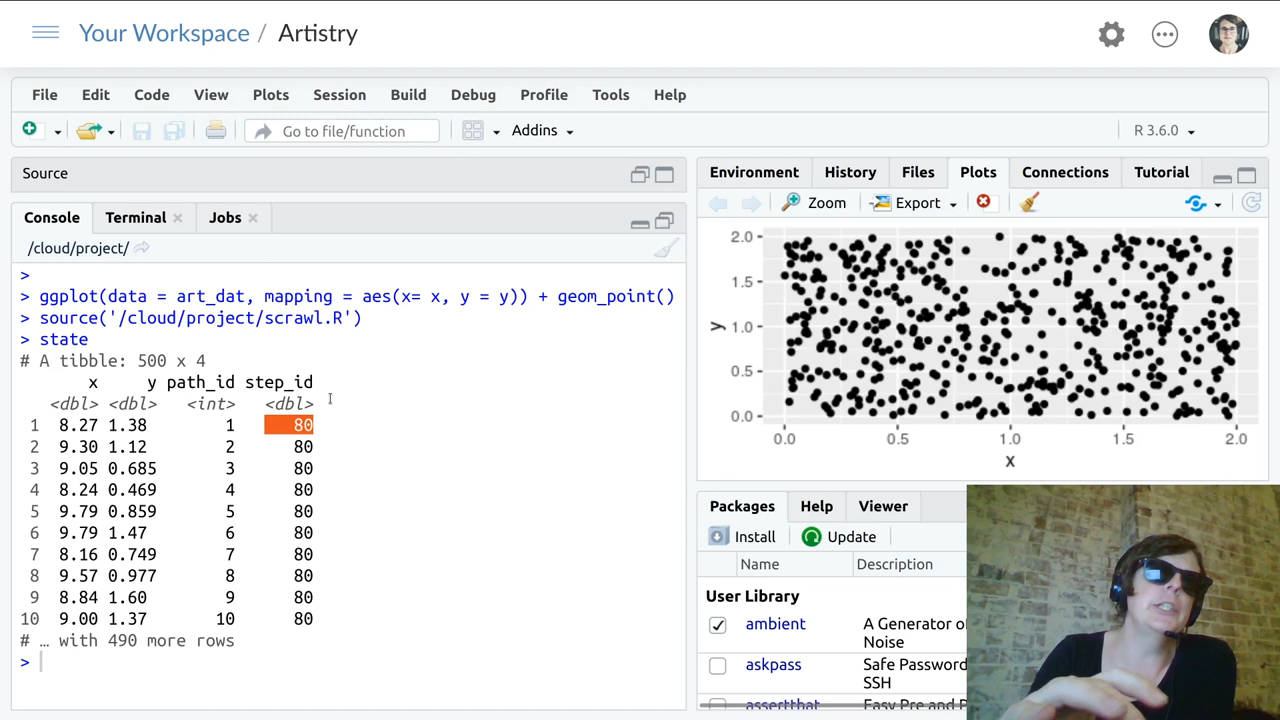 Your Workspace / Artistry
File Edit Code View Plots Session Build Debug Profile Tools Help
Go to file/function Addins R 3.6.0
Source
Console Terminal Jobs
/cloud/project/
>
> ggplot(data = art_dat, mapping = aes(x= x, y = y)) + geom_point()
> source('/cloud/project/scrawl.R')
> state
# A tibble: 500 x 4
x y path_id step_id
<dbl> <dbl> <int> <dbl>
1 8.27 1.38 1 80
2 9.30 1.12 2 80
3 9.05 0.685 3 80
4 8.24 0.469 4 80
5 9.79 0.859 5 80
6 9.79 1.47 6 80
7 8.16 0.749 7 80
8 9.57 0.977 8 80
9 8.84 1.60 9 80
10 9.00 1.37 10 80
# … with 490 more rows
>
Environment History Files Plots Connections Tutorial
Zoom Export
2.0
1.5
1.0
0.5
0.0
y
0.0 0.5 1.0 1.5 2.0
x
Packages Help Viewer
Install Update
Name Description
User Library
ambient A Generator of
Noise
askpass Safe Password
SSH
assertthat Easy Pre and P